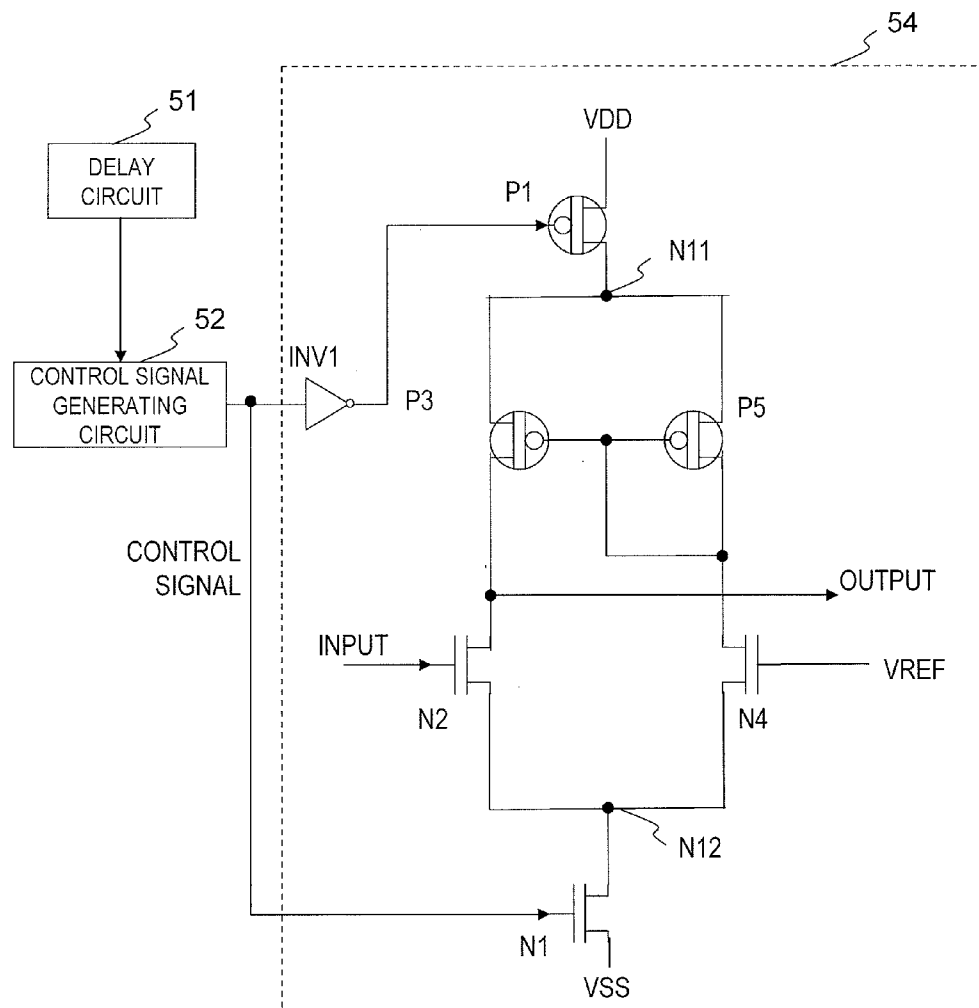 54
51
DELAY
CIRCUIT
VDD
P1
N11
52
CONTROL SIGNAL
GENERATING
CIRCUIT
INV1
P3
P5
CONTROL
SIGNAL
OUTPUT
INPUT
VREF
N2
N4
N12
N1
VSS